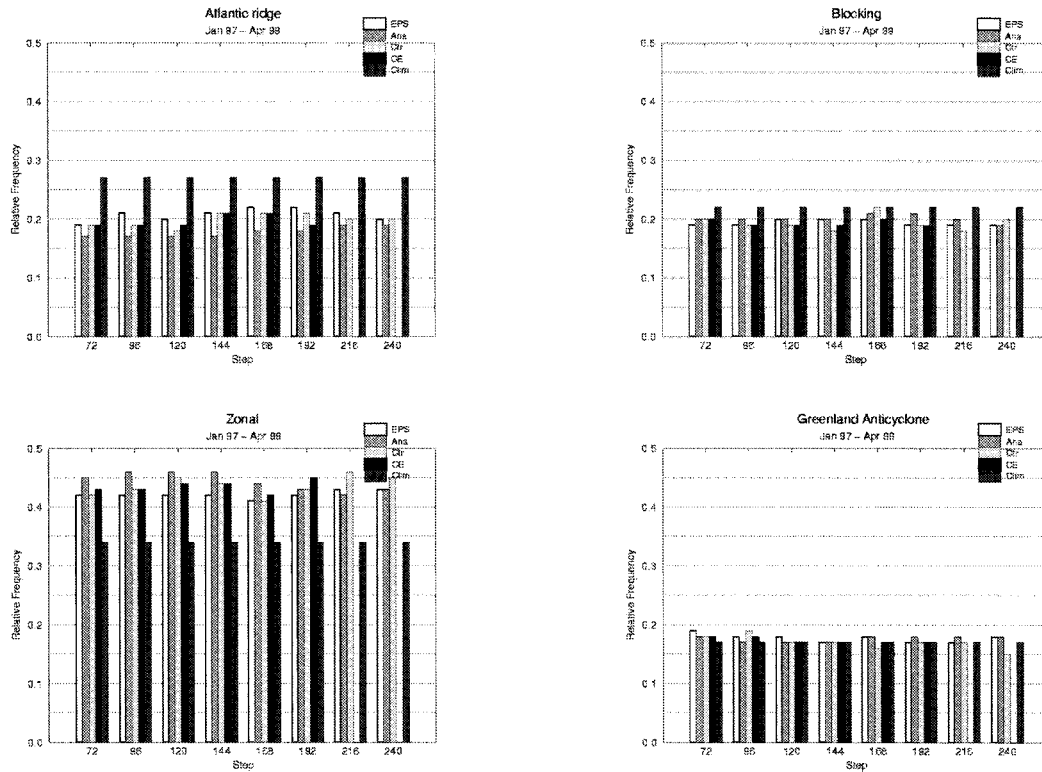 Atlantic ridge
Jan 97 – Apr 99
EPS
Ana
Ctr
CE
Clim
0.5
0.4
0.3
0.2
0.1
0.0
Relative Frequency
72 96 120 144 168 192 216 240
Step
Blocking
Jan 97 – Apr 99
EPS
Ana
Ctr
CE
Clim
0.5
0.4
0.3
0.2
0.1
0.0
Relative Frequency
72 96 120 144 168 192 216 240
Step
Zonal
Jan 97 – Apr 99
EPS
Ana
Ctr
CE
Clim
0.5
0.4
0.3
0.2
0.1
0.0
Relative Frequency
72 96 120 144 168 192 216 240
Step
Greenland Anticyclone
Jan 97 – Apr 99
EPS
Ana
Ctr
CE
Clim
0.5
0.4
0.3
0.2
0.1
0.0
Relative Frequency
72 96 120 144 168 192 216 240
Step